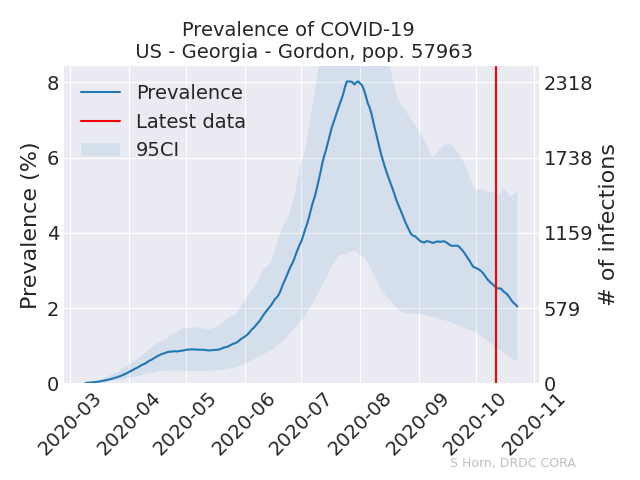 Prevalence of COVID-19
US - Georgia - Gordon, pop. 57963
Prevalence
Latest data
95CI
Prevalence (%)
8
6
4
2
0
2318
1738
1159
579
0
# of infections
2020-03
2020-04
2020-05
2020-06
2020-07
2020-08
2020-09
2020-10
2020-11
S Horn, DRDC CORA